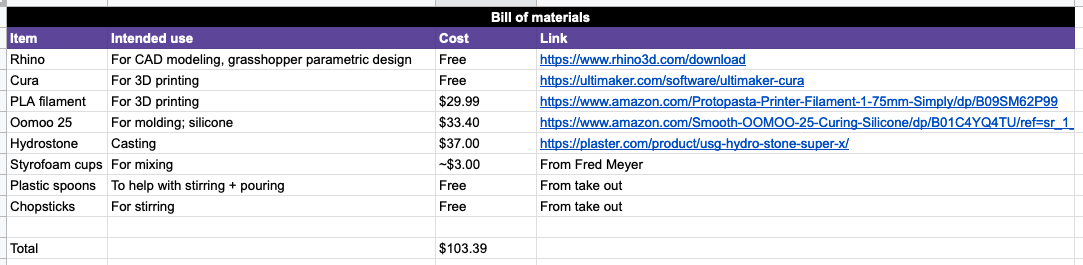 Bill of materials
Item Intended use Cost Link
Rhino For CAD modeling, grasshopper parametric design Free https://www.rhino3d.com/download
Cura For 3D printing Free https://ultimaker.com/software/ultimaker-cura
PLA filament For 3D printing $29.99 https://www.amazon.com/Protopasta-Printer-Filament-1-75mm-Simply/dp/B09SM62P99
Oomoo 25 For molding; silicone $33.40 https://www.amazon.com/Smooth-OOMOO-25-Curing-Silicone/dp/B01C4YQ4TU/ref=sr_1_
Hydrostone Casting $37.00 https://plaster.com/product/usg-hydro-stone-super-x/
Styrofoam cups For mixing ~$3.00 From Fred Meyer
Plastic spoons To help with stirring + pouring Free From take out
Chopsticks For stirring Free From take out
Total $103.39